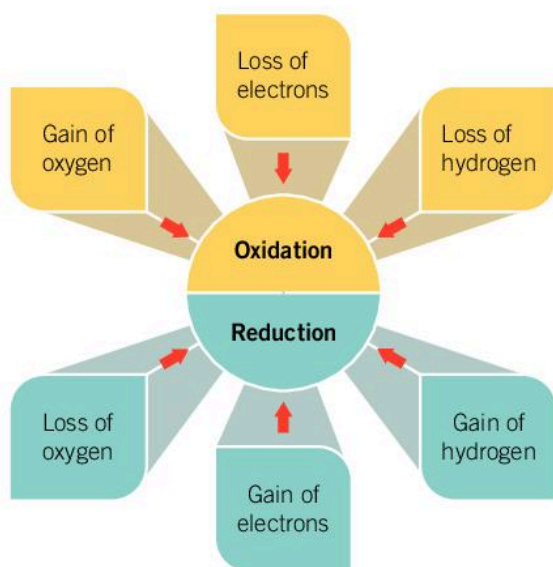 Loss of
electrons
Gain of
oxygen
Loss of
hydrogen
Oxidation
Reduction
Loss of
oxygen
Gain of
hydrogen
Gain of
electrons